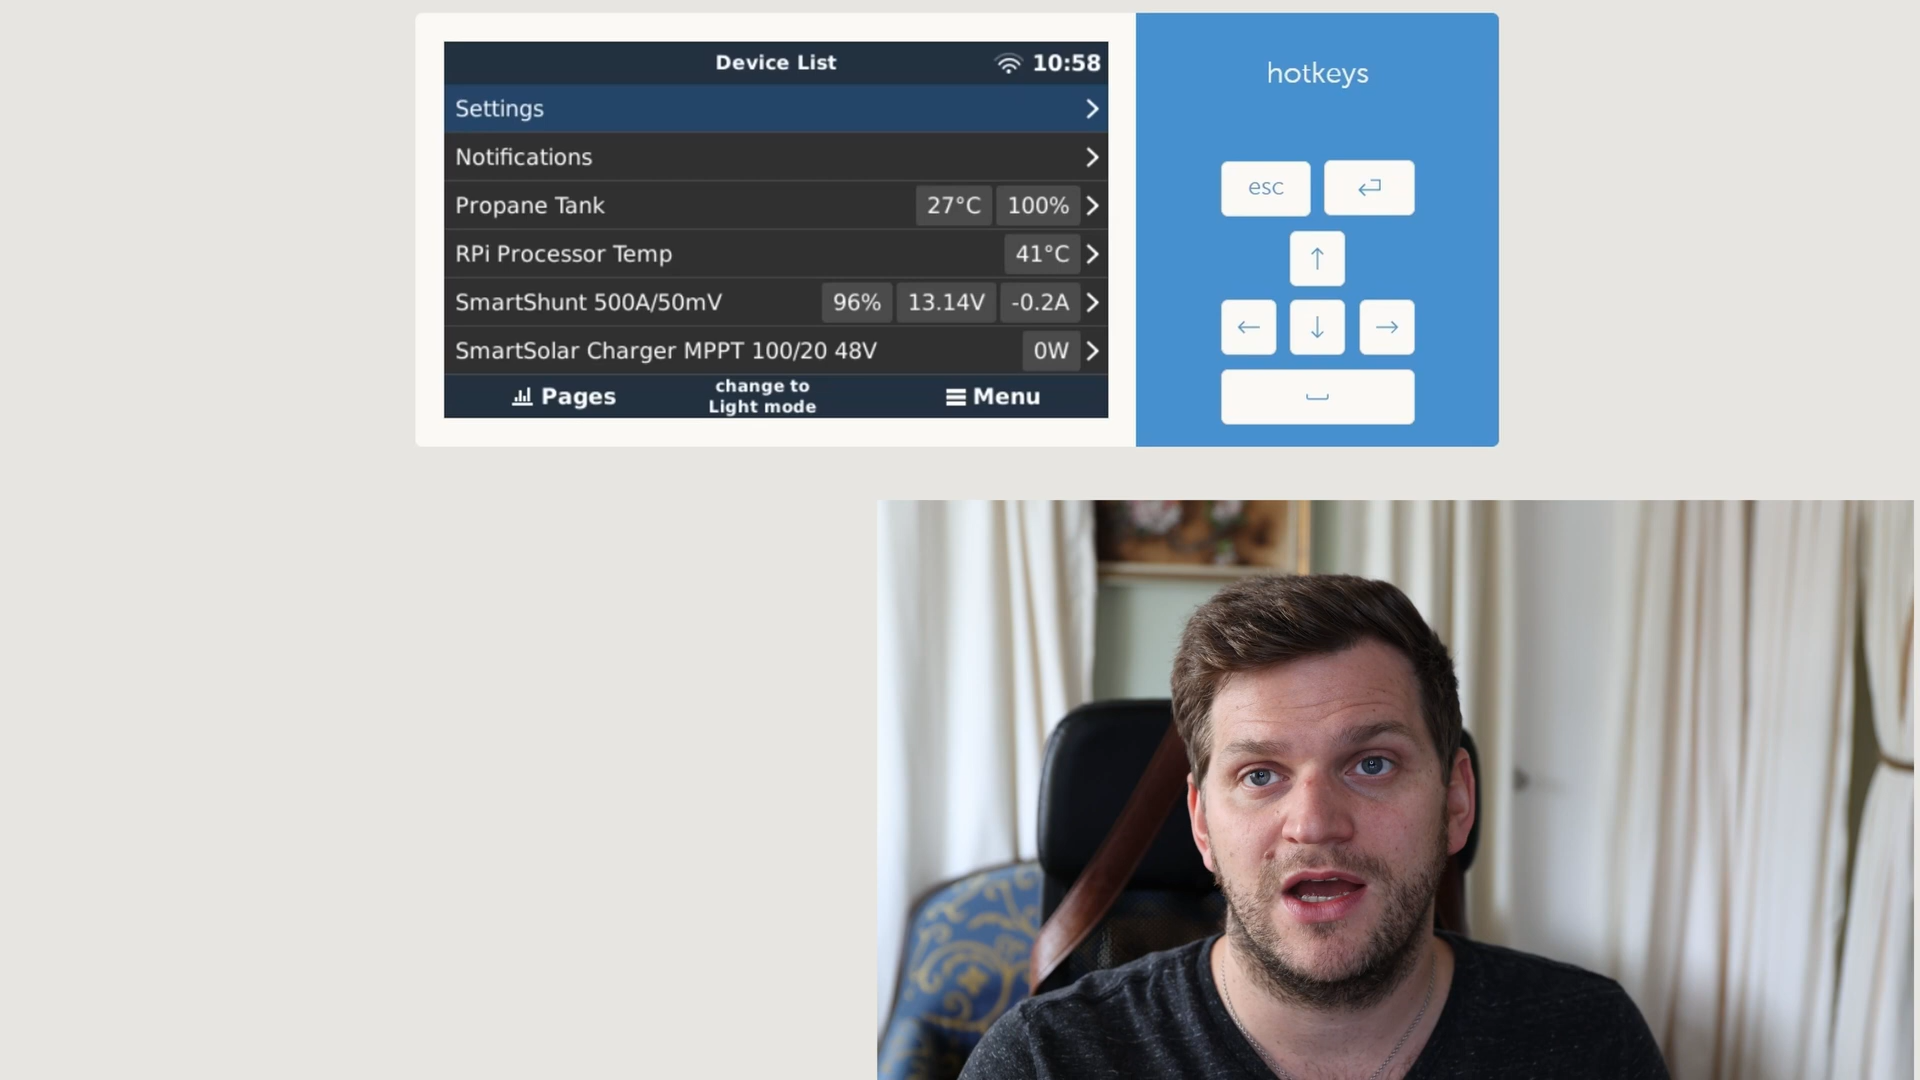 Device List 10:58
Settings
Notifications
Propane Tank 27°C 100%
RPi Processor Temp 41°C
SmartShunt 500A/50mV 96% 13.14V -0.2A
SmartSolar Charger MPPT 100/20 48V 0W
Pages change to Light mode Menu
hotkeys
esc